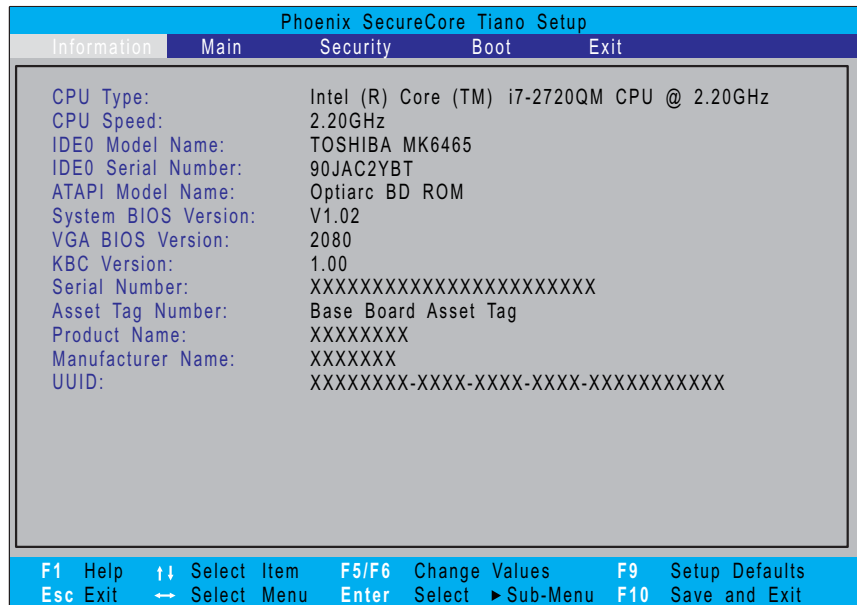 Phoenix SecureCore Tiano Setup
Information Main Security Boot Exit
CPU Type: Intel (R) Core (TM) i7-2720QM CPU @ 2.20GHz
CPU Speed: 2.20GHz
IDE0 Model Name: TOSHIBA MK6465
IDE0 Serial Number: 90JAC2YBT
ATAPI Model Name: Optiarc BD ROM
System BIOS Version: V1.02
VGA BIOS Version: 2080
KBC Version: 1.00
Serial Number: XXXXXXXXXXXXXXXXXXXXXXX
Asset Tag Number: Base Board Asset Tag
Product Name: XXXXXXXX
Manufacturer Name: XXXXXXX
UUID: XXXXXXXX-XXXX-XXXX-XXXX-XXXXXXXXXXX
F1 Help ↑↓ Select Item F5/F6 Change Values F9 Setup Defaults
Esc Exit ↔ Select Menu Enter Select ►Sub-Menu F10 Save and Exit